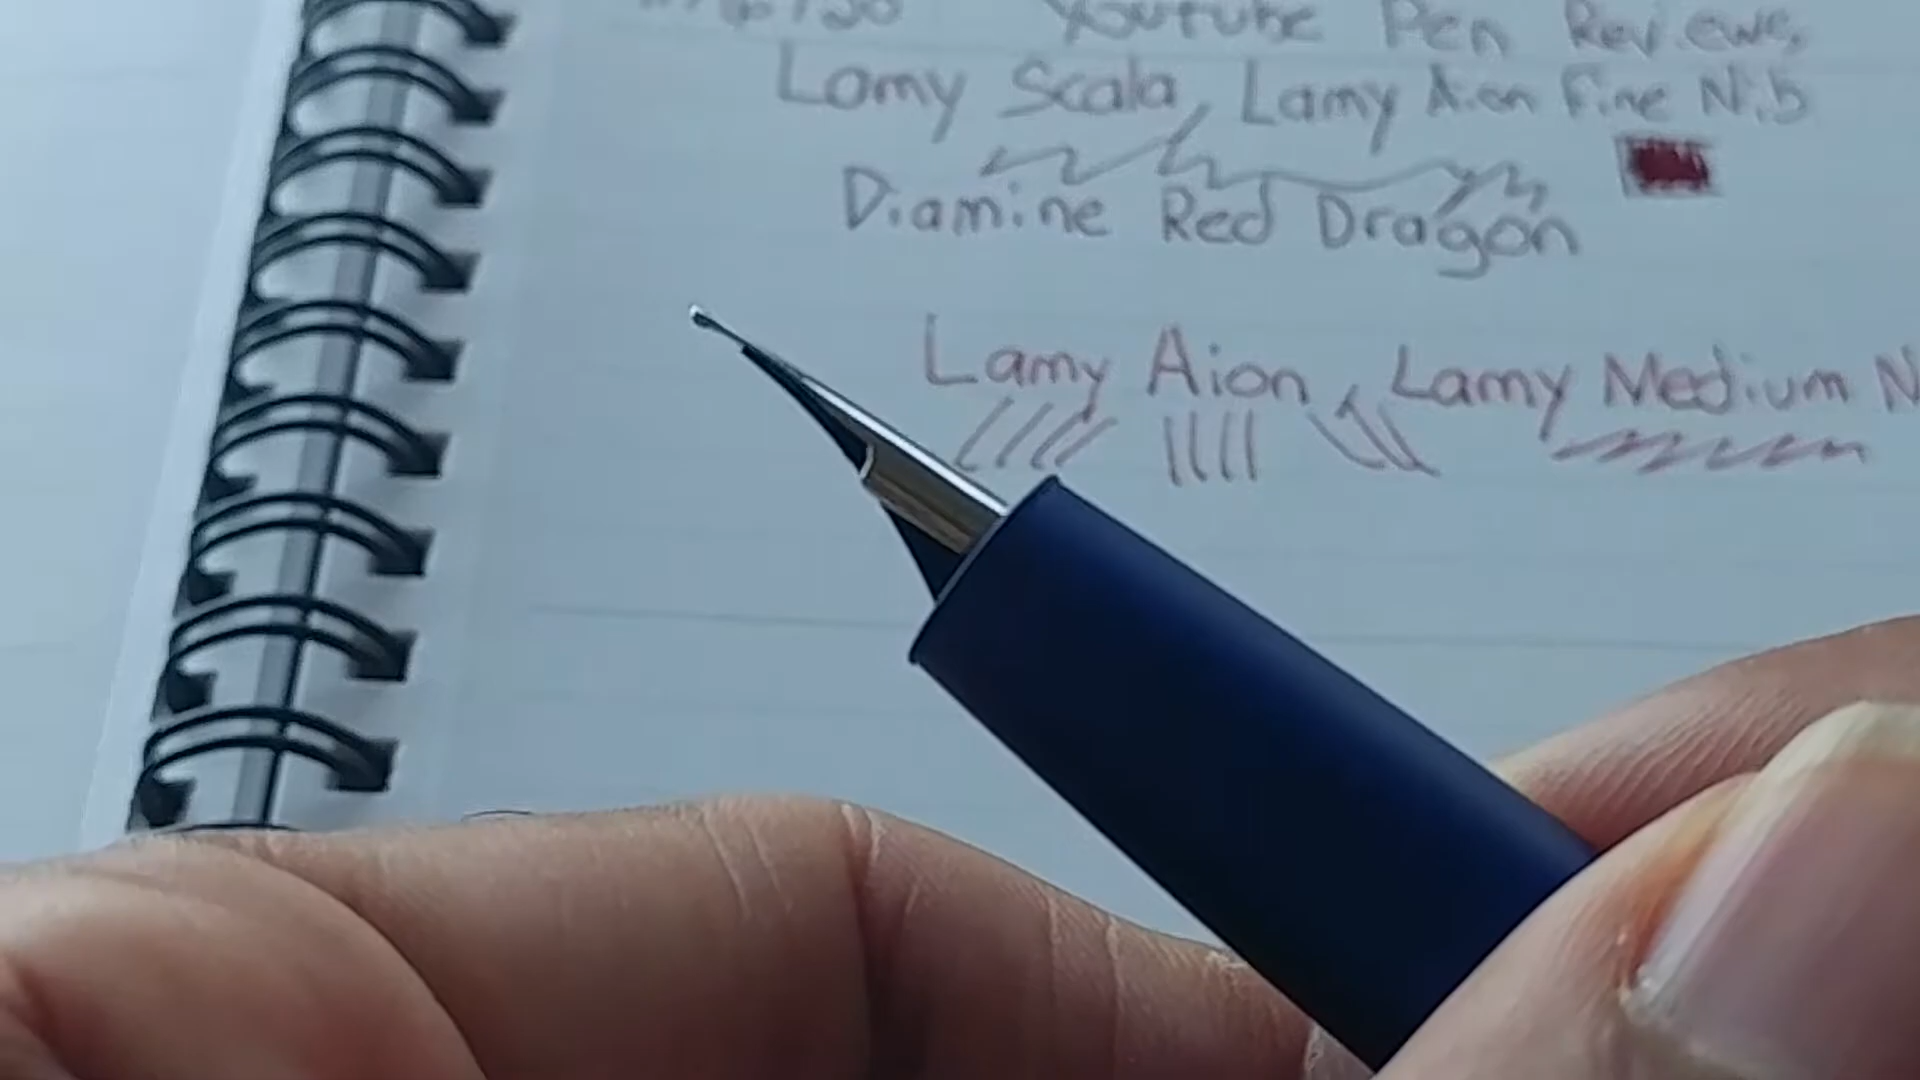 Youtube Pen Reviews,
Lamy Scala, Lamy Aion Fine Nib
Diamine Red Dragon
Lamy Aion, Lamy Medium N